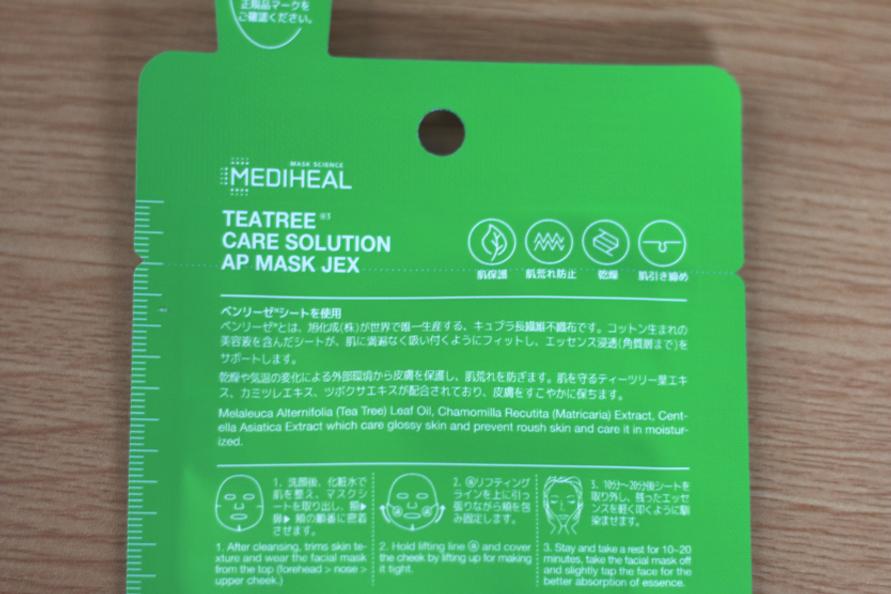 正規品マークを
ご確認ください。
MASK SCIENCE
MEDIHEAL
TEATREE ※3
CARE SOLUTION
AP MASK JEX
肌保護 肌荒れ防止 乾燥 肌引き締め
ベンリーゼ®シートを使用
ベンリーゼ®とは、旭化成(株)が世界で唯一生産する、キュプラ長繊維不織布です。コットン生まれの
美容液を含んだシートが、肌に満遍なく吸い付くようにフィットし、エッセンス浸透(角質層まで)を
サポートします。
乾燥や気温の変化による外部環境から皮膚を保護し、肌荒れを防ぎます。肌を守るティーツリー葉エキ
ス、カミツレエキス、ツボクサエキスが配合されており、皮膚をすこやかに保ちます。
Melaleuca Alternifolia (Tea Tree) Leaf Oil, Chamomilla Recutita (Matricaria) Extract, Cent-
ella Asiatica Extract which care glossy skin and prevent roush skin and care it in moistur-
ized.
1. 洗顔後、化粧水で
肌を整え、マスクシ
ートを取り出し、額▶
鼻▶ 頬の順番に密着
させます。
1. After cleansing, trims skin te-
xture and wear the facial mask
from the top (forehead > nose >
upper cheek.)
2. ⓐリフティング
ラインを上に引っ
張りながら頬を包
み固定します。
2. Hold lifting line ⓐ and cover
the cheek by lifting up for making
it tight.
3. 10分～20分後シートを
取り外し、残ったエッセ
ンスを軽く叩くように馴
染ませます。
3. Stay and take a rest for 10~20
minutes, take the facial mask off
and slightly tap the face for the
better absorption of essence.